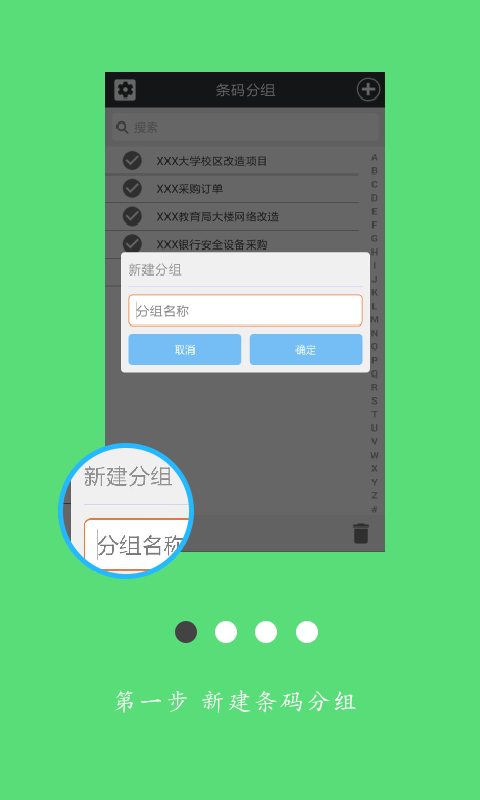 条码分组
搜索
XXX大学校区改造项目
XXX采购订单
XXX教育局大楼网络改造
XXX银行安全设备采购
A
B
C
D
E
F
G
H
I
J
K
L
M
N
O
P
Q
R
S
T
U
V
W
X
Y
Z
#
新建分组
分组名称
取消 确定
新建分组
分组名称
第一步 新建条码分组